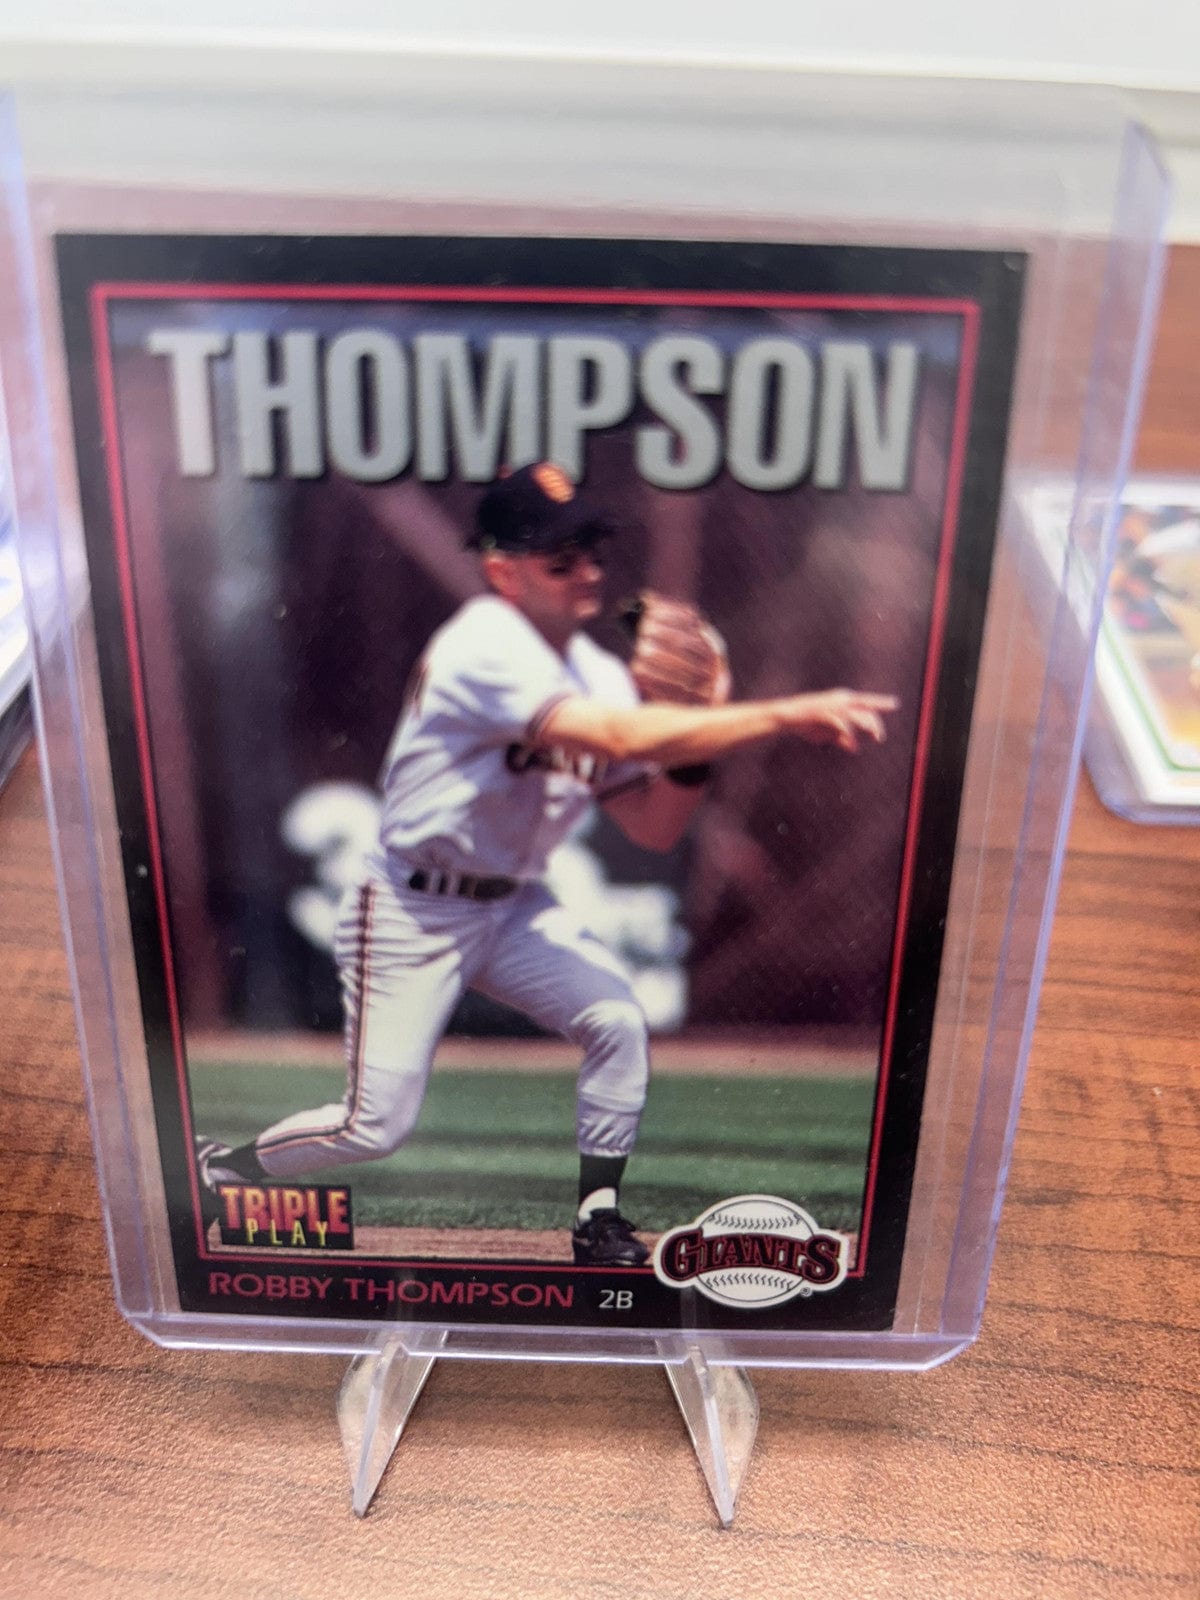 THOMPSON
TRIPLE
PLAY
GIANTS
ROBBY THOMPSON 2B